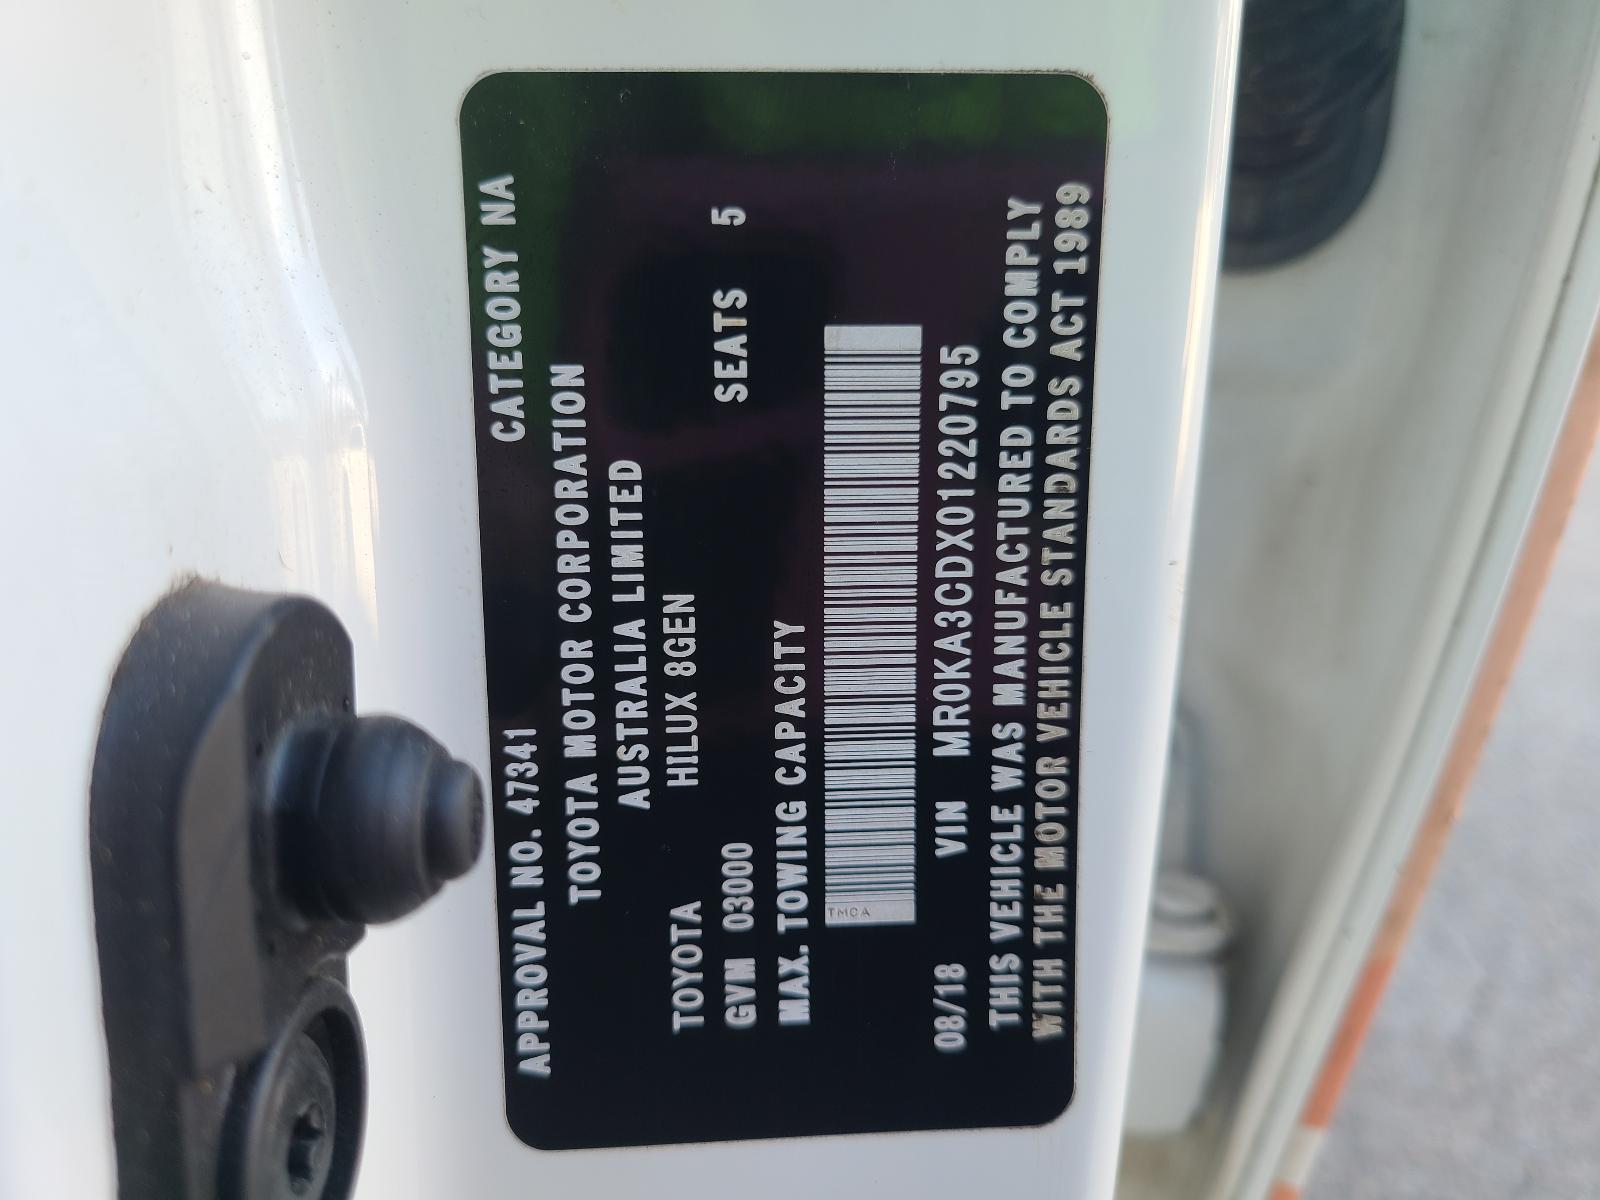 APPROVAL NO. 47341 CATEGORY NA
TOYOTA MOTOR CORPORATION
AUSTRALIA LIMITED
TOYOTA HILUX 8GEN
GVM 03000 SEATS 5
MAX. TOWING CAPACITY
TMCA
08/18 VIN MR0KA3CDX01220795
THIS VEHICLE WAS MANUFACTURED TO COMPLY
WITH THE MOTOR VEHICLE STANDARDS ACT 1989